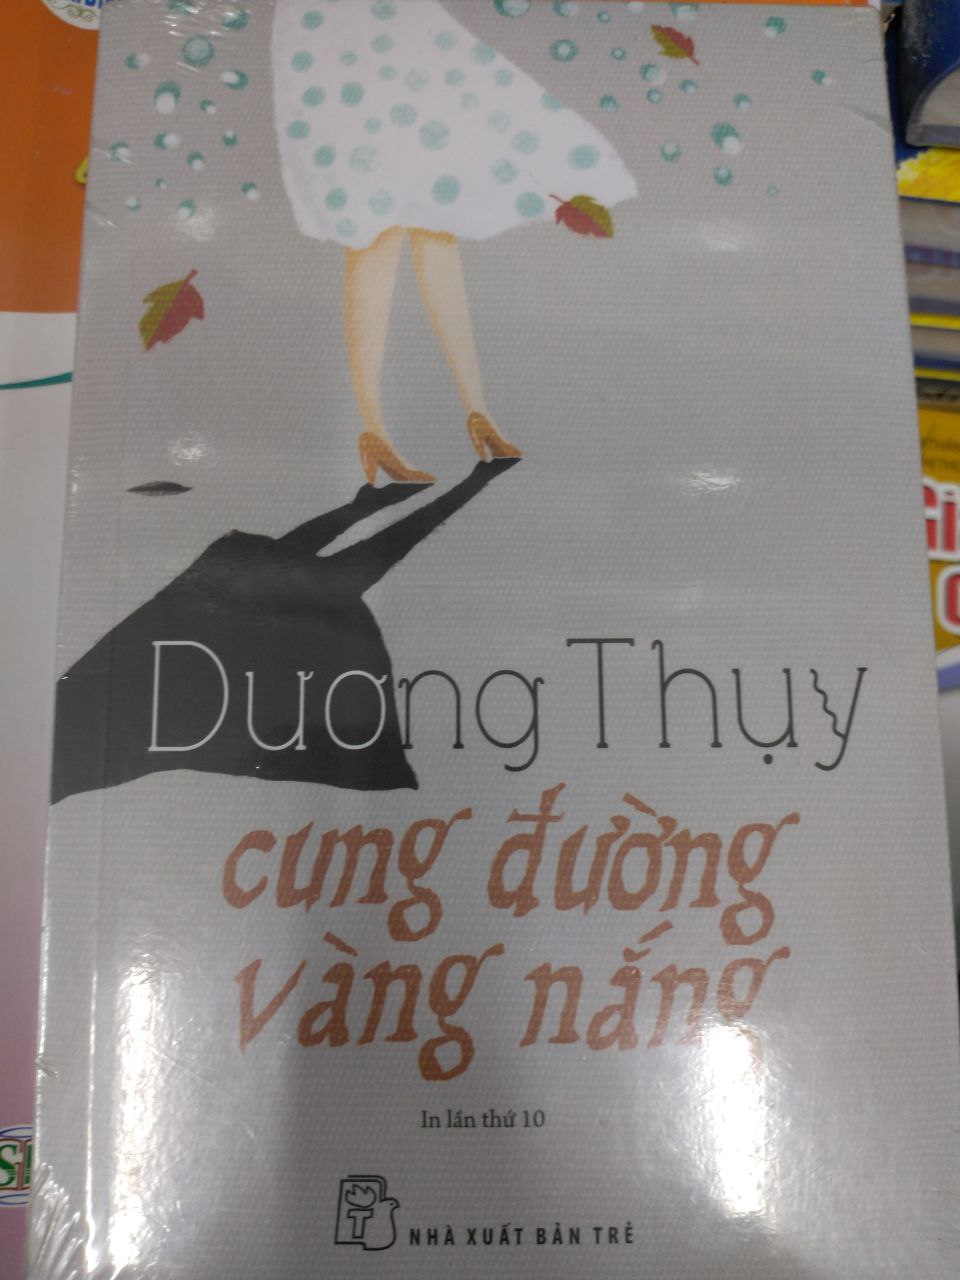 Dương Thụy
cung đường
vàng nắng
In lần thứ 10
NHÀ XUẤT BẢN TRẺ